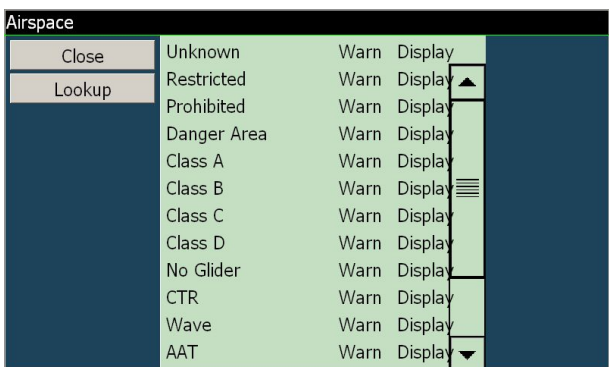 Airspace
Close
Lookup
Unknown Warn Display
Restricted Warn Display
Prohibited Warn Display
Danger Area Warn Display
Class A Warn Display
Class B Warn Display
Class C Warn Display
Class D Warn Display
No Glider Warn Display
CTR Warn Display
Wave Warn Display
AAT Warn Display